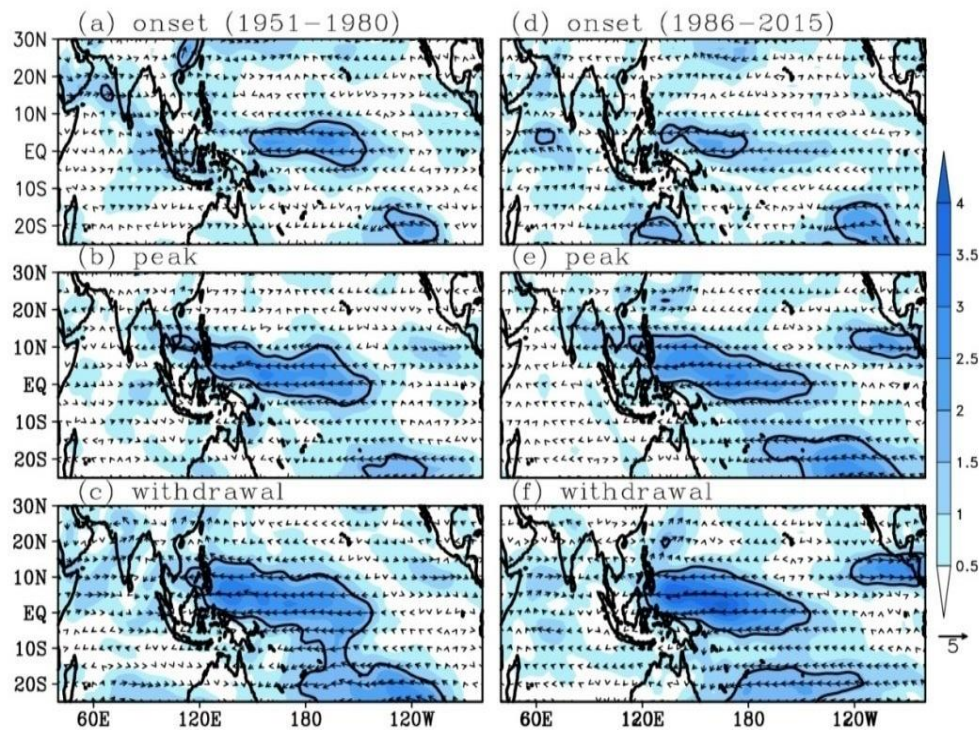 (a) onset (1951−1980)
(d) onset (1986−2015)
30N
20N
10N
EQ
10S
20S
(b) peak
(e) peak
30N
20N
10N
EQ
10S
20S
(c) withdrawal
(f) withdrawal
30N
20N
10N
EQ
10S
20S
60E 120E 180 120W
60E 120E 180 120W
4
3.5
3
2.5
2
1.5
1
0.5
5